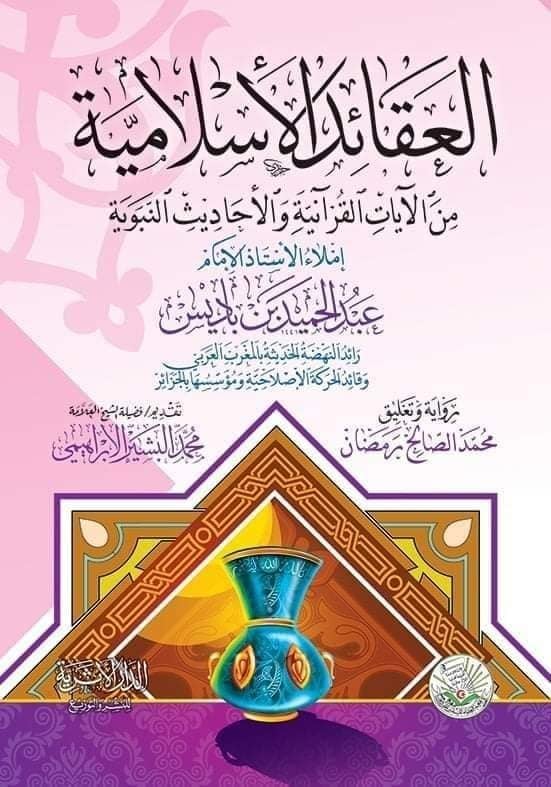 العقائد الإسلامية
من الآيات القرآنية والأحاديث النبوية
إملاء الأستاذ الإمام
عبد الحميد بن باديس
رائد النهضة الحديثة بالمغرب العربي
وقائد الحركة الإصلاحية ومؤسسها بالجزائر
رواية وتعليق
محمد الصالح رمضان
تقديم/ فضيلة الشيخ العلامة
محمد البشير الإبراهيمي
الدار الأثرية
للنشر والتوزيع